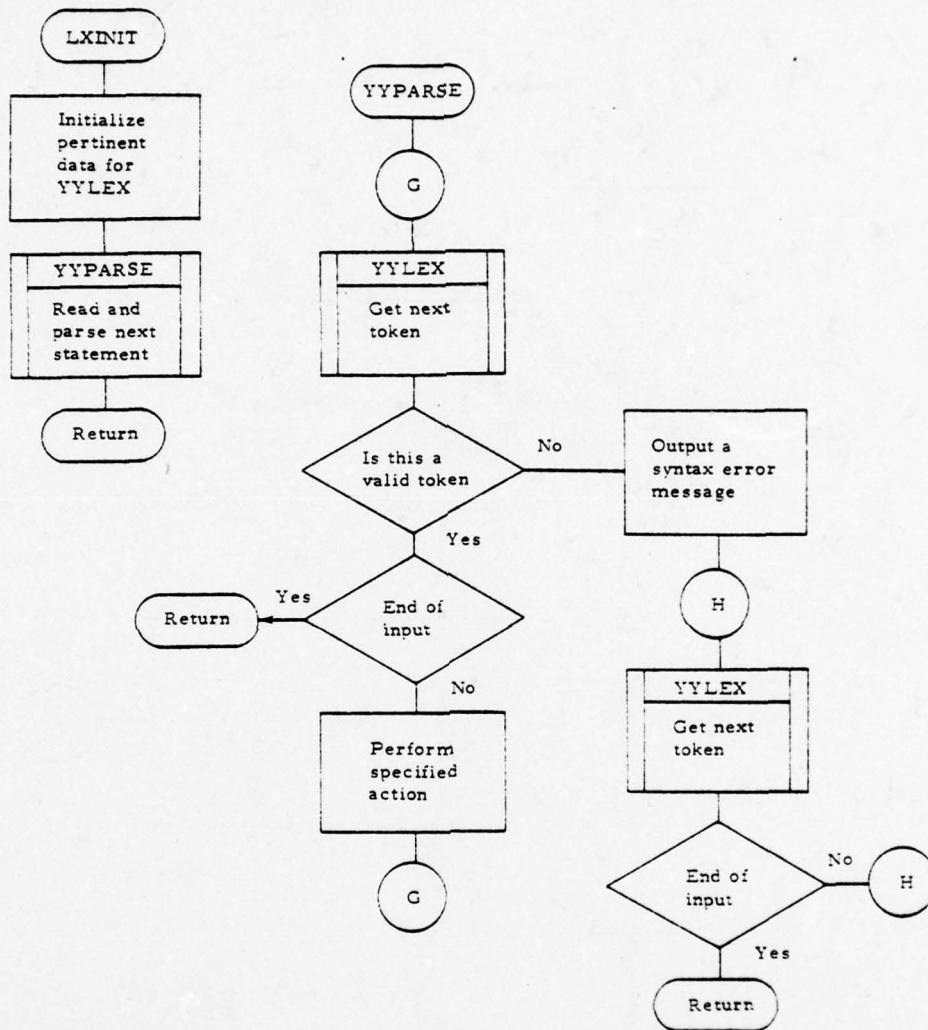 LXINIT
Initialize
pertinent
data for
YYLEX
YYPARSE
Read and
parse next
statement
Return
YYPARSE
G
YYLEX
Get next
token
Is this a
valid token
No
Yes
Output a
syntax error
message
End of
input
Yes
Return
No
Perform
specified
action
G
H
YYLEX
Get next
token
End of
input
No
H
Yes
Return